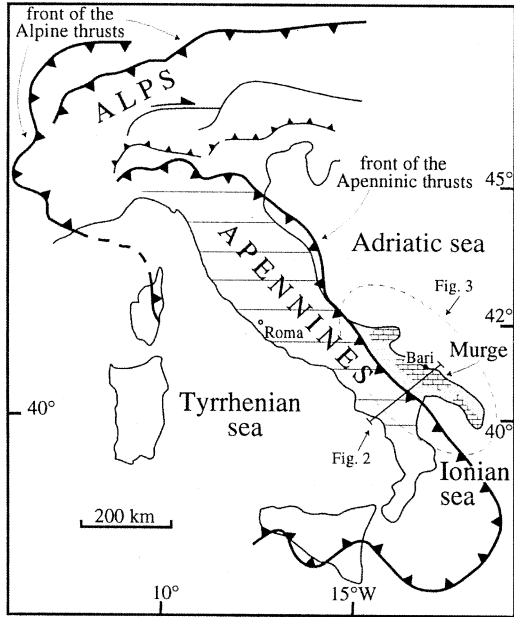 front of the
Alpine thrusts
ALPS
front of the
Apenninic thrusts
45°
Adriatic sea
APENNINES
Fig. 3
42°
Roma
Bari
Murge
40°
Tyrrhenian
sea
40°
Fig. 2
Ionian
sea
200 km
10°
15°W